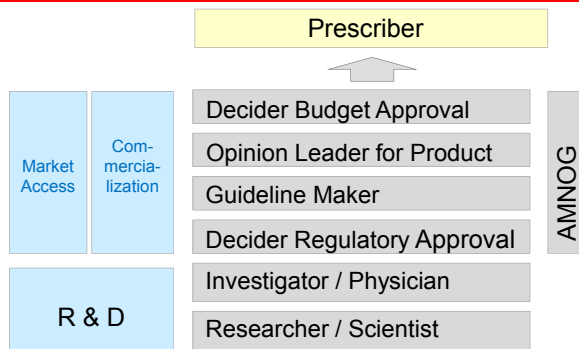 Prescriber
Decider Budget Approval
Opinion Leader for Product
Guideline Maker
Decider Regulatory Approval
Investigator / Physician
Researcher / Scientist
Market
Access
Com-
mercia-
lization
R & D
AMNOG